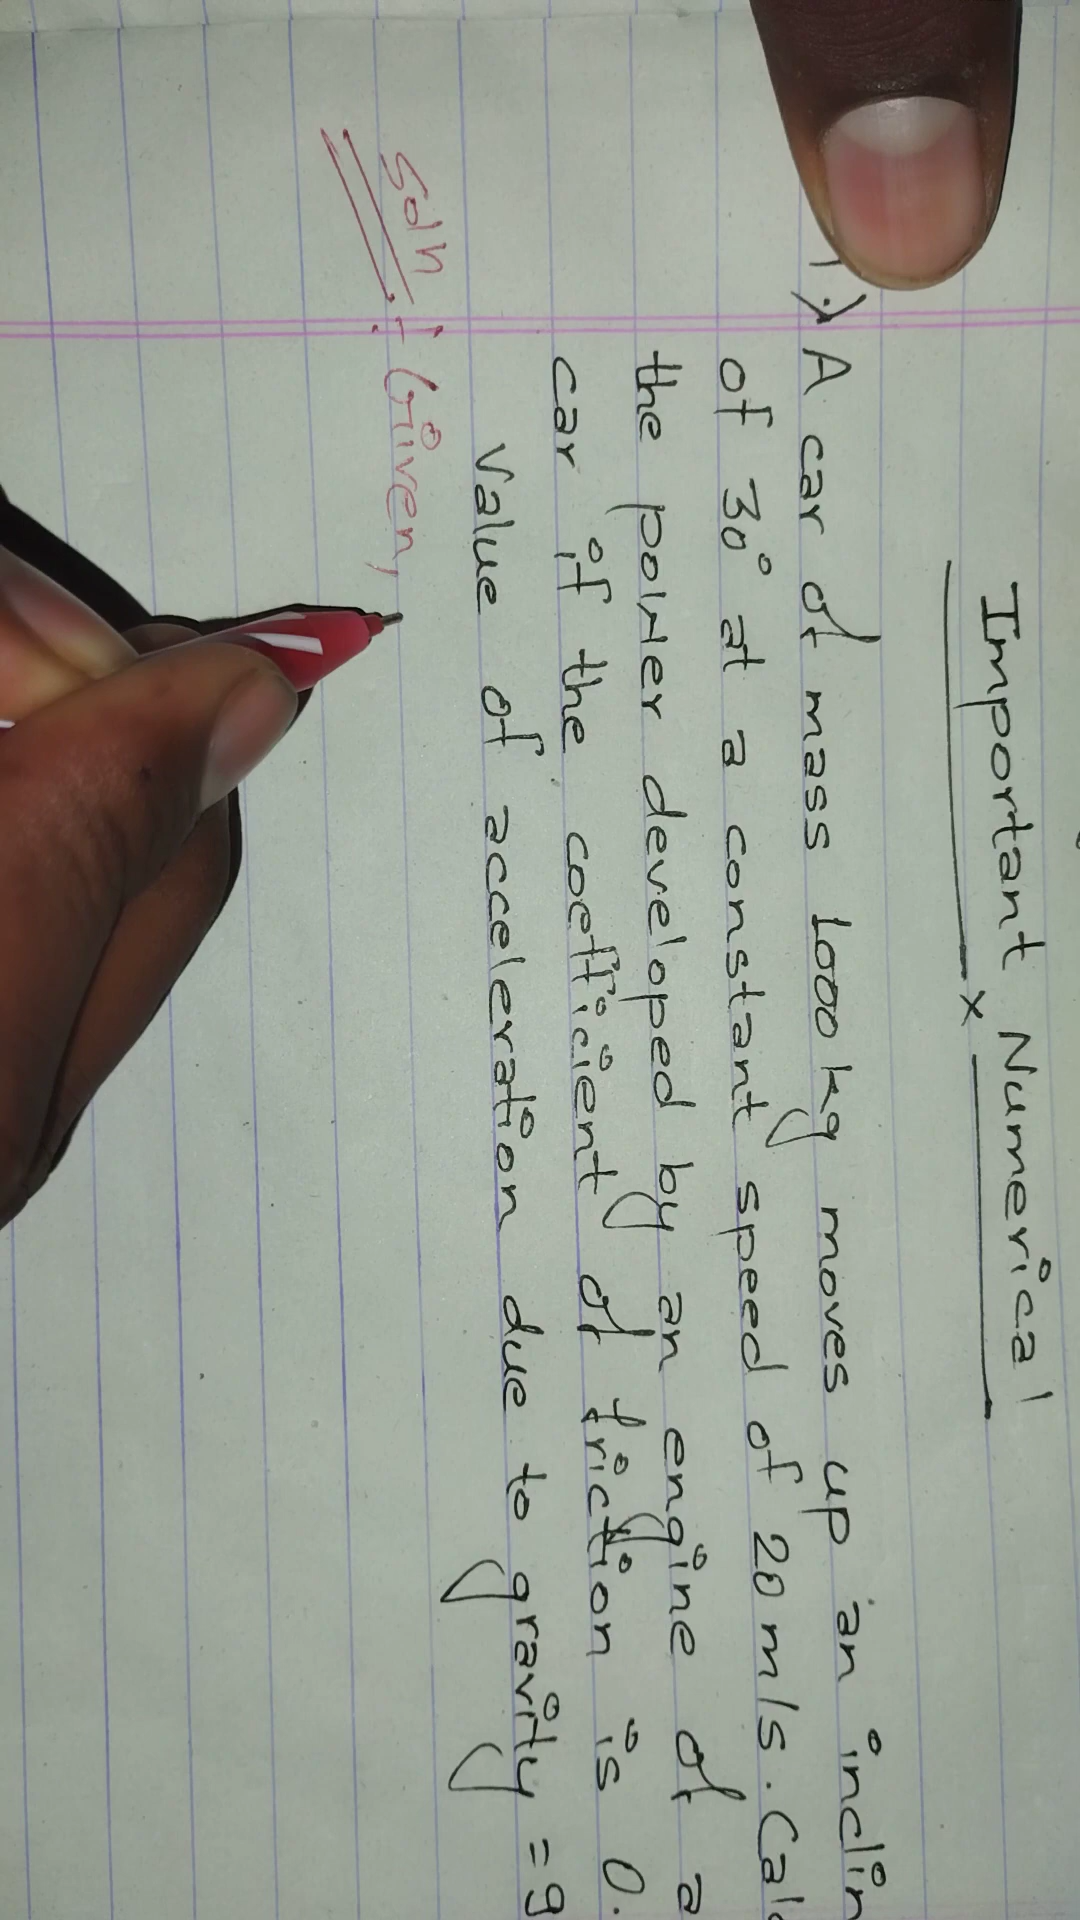 Important Numerical
x
1.) A car of mass 1000 kg moves up an inclin
of 30° at a constant speed of 20 m/s. Calc
the power developed by an engine of a
car if the coefficient of friction is 0.
Value of acceleration due to gravity = 9
Soln : Given,